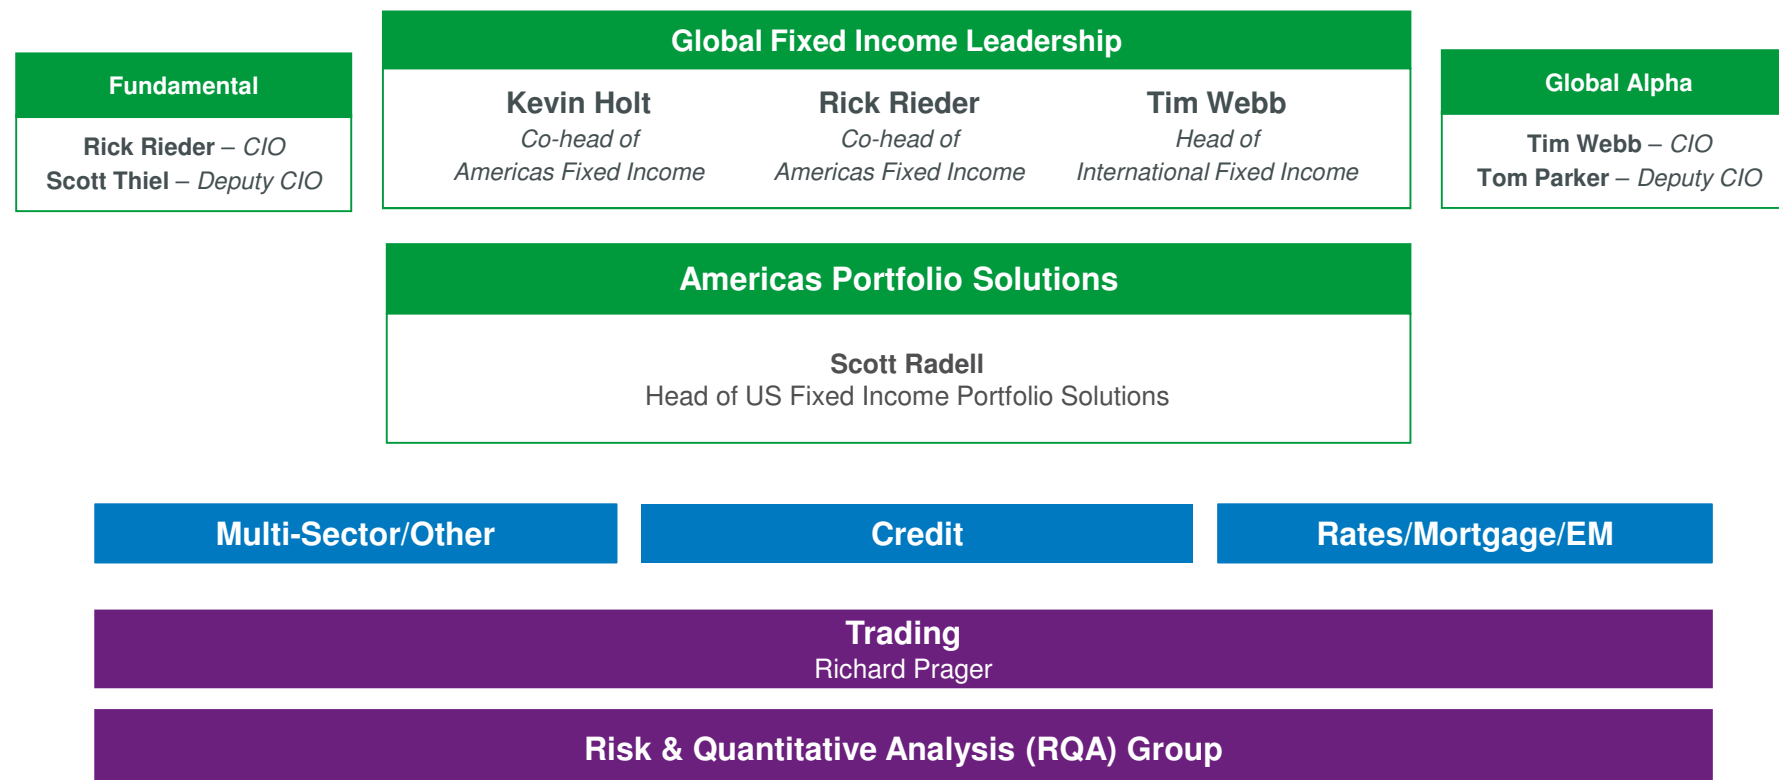 Fundamental
Rick Rieder – CIO
Scott Thiel – Deputy CIO
Global Fixed Income Leadership
Kevin Holt
Co-head of
Americas Fixed Income
Rick Rieder
Co-head of
Americas Fixed Income
Tim Webb
Head of
International Fixed Income
Global Alpha
Tim Webb – CIO
Tom Parker – Deputy CIO
Americas Portfolio Solutions
Scott Radell
Head of US Fixed Income Portfolio Solutions
Multi-Sector/Other
Credit
Rates/Mortgage/EM
Trading
Richard Prager
Risk & Quantitative Analysis (RQA) Group